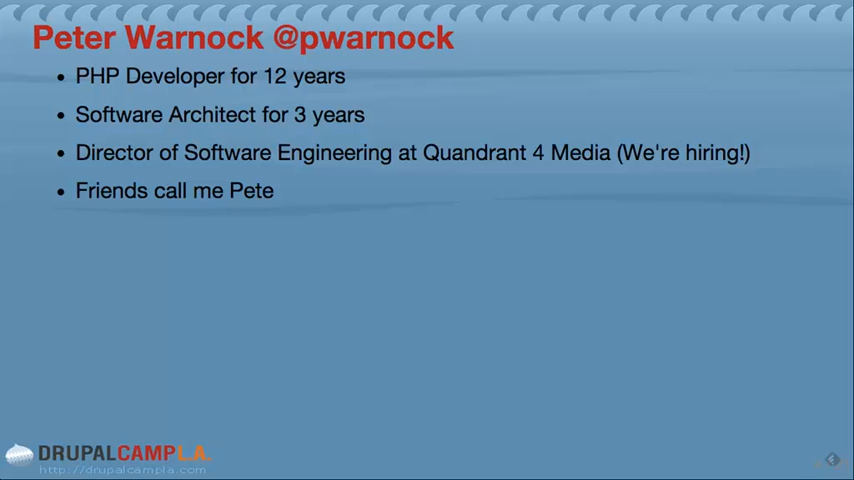 Peter Warnock @pwarnock
• PHP Developer for 12 years
• Software Architect for 3 years
• Director of Software Engineering at Quandrant 4 Media (We're hiring!)
• Friends call me Pete
DRUPALCAMPL.A.
http://drupalcampla.com